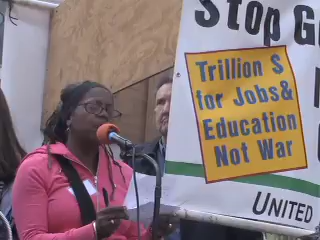 Stop G
Trillion $
for Jobs&
Education
Not War
UNITED